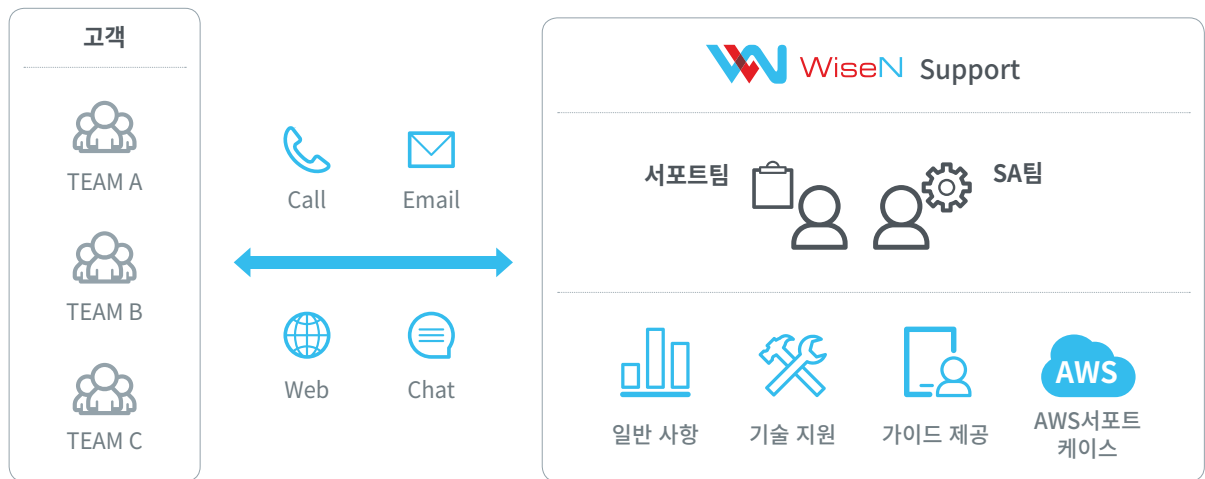 고객
TEAM A
TEAM B
TEAM C
Call
Email
Web
Chat
WiseN Support
서포트팀
SA팀
일반 사항
기술 지원
가이드 제공
AWS
AWS서포트
케이스